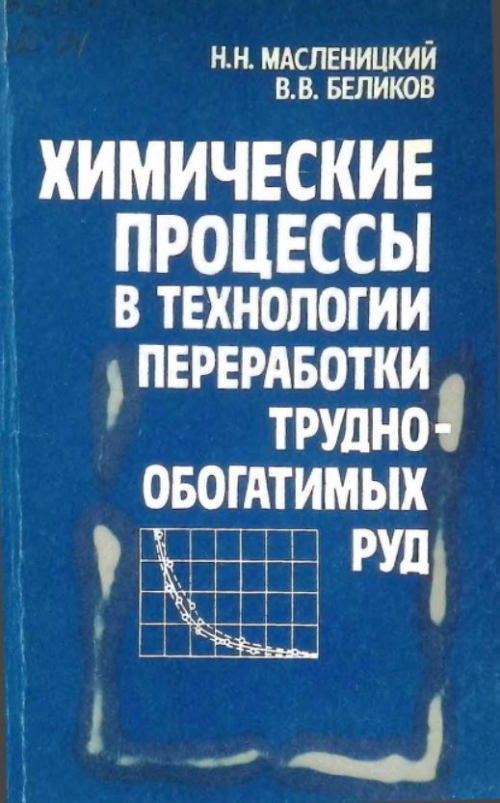 Н.Н. МАСЛЕНИЦКИЙ
В.В. БЕЛИКОВ
ХИМИЧЕСКИЕ
ПРОЦЕССЫ
В ТЕХНОЛОГИИ
ПЕРЕРАБОТКИ
ТРУДНО-
ОБОГАТИМЫХ
РУД